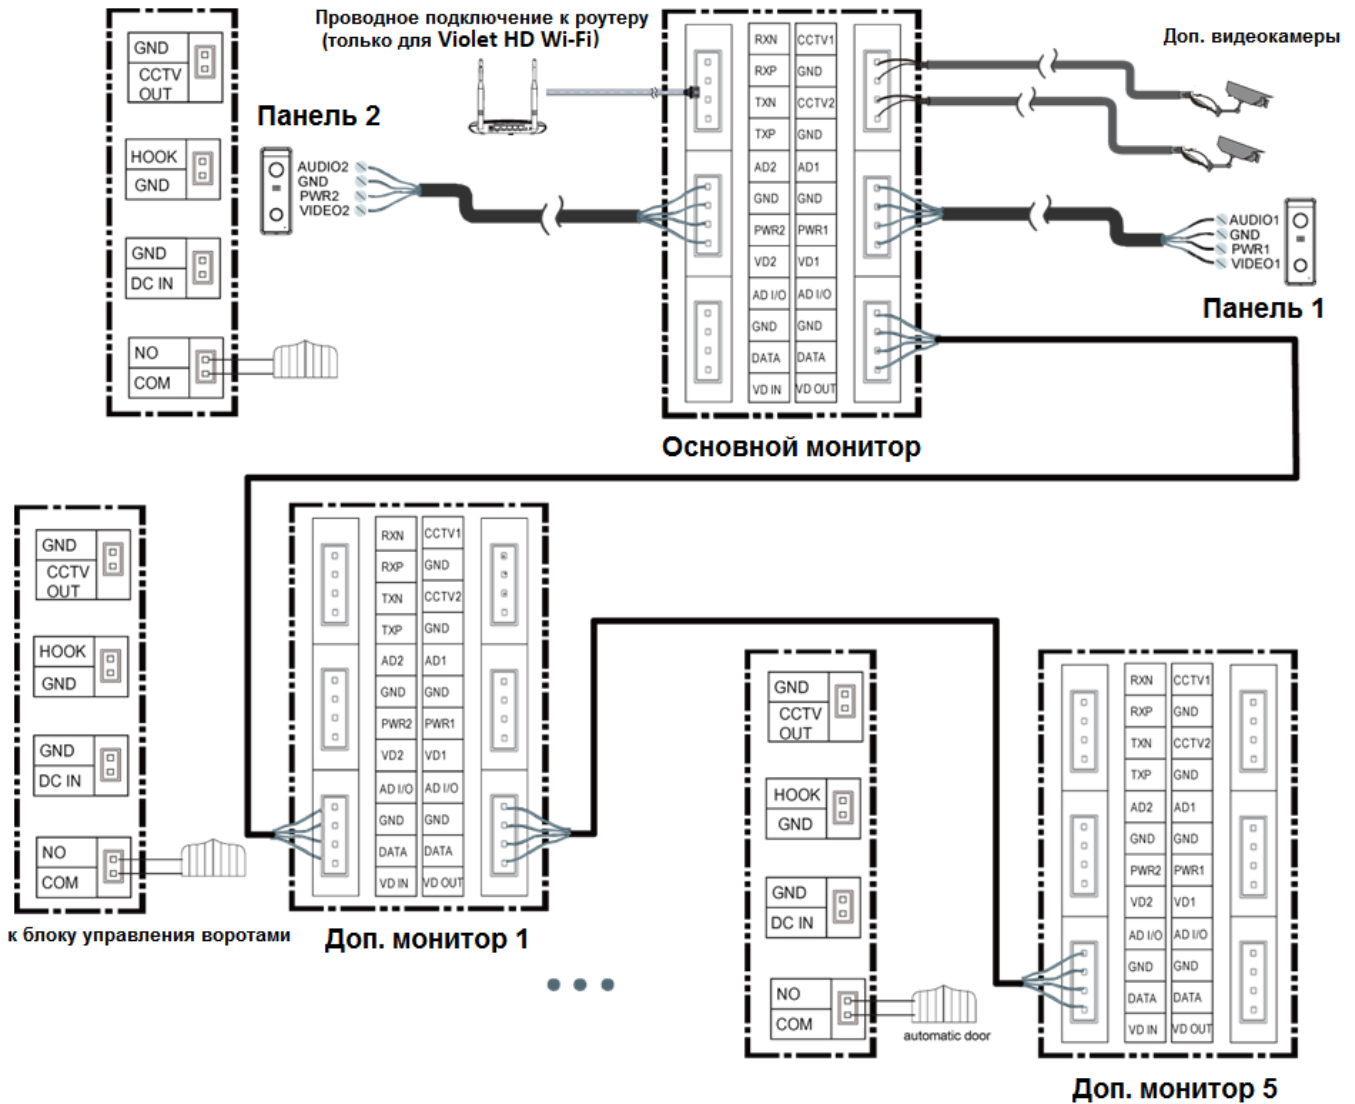 Проводное подключение к роутеру
(только для Violet HD Wi-Fi)
Доп. видеокамеры
GND
CCTV
OUT
HOOK
GND
GND
DC IN
NO
COM
Панель 2
AUDIO2
GND
PWR2
VIDEO2
RXN CCTV1
RXP GND
TXN CCTV2
TXP GND
AD2 AD1
GND GND
PWR2 PWR1
VD2 VD1
AD I/O AD I/O
GND GND
DATA DATA
VD IN VD OUT
Основной монитор
AUDIO1
GND
PWR1
VIDEO1
Панель 1
GND
CCTV
OUT
HOOK
GND
GND
DC IN
NO
COM
к блоку управления воротами
RXN CCTV1
RXP GND
TXN CCTV2
TXP GND
AD2 AD1
GND GND
PWR2 PWR1
VD2 VD1
AD I/O AD I/O
GND GND
DATA DATA
VD IN VD OUT
Доп. монитор 1
GND
CCTV
OUT
HOOK
GND
GND
DC IN
NO
COM
automatic door
RXN CCTV1
RXP GND
TXN CCTV2
TXP GND
AD2 AD1
GND GND
PWR2 PWR1
VD2 VD1
AD I/O AD I/O
GND GND
DATA DATA
VD IN VD OUT
Доп. монитор 5